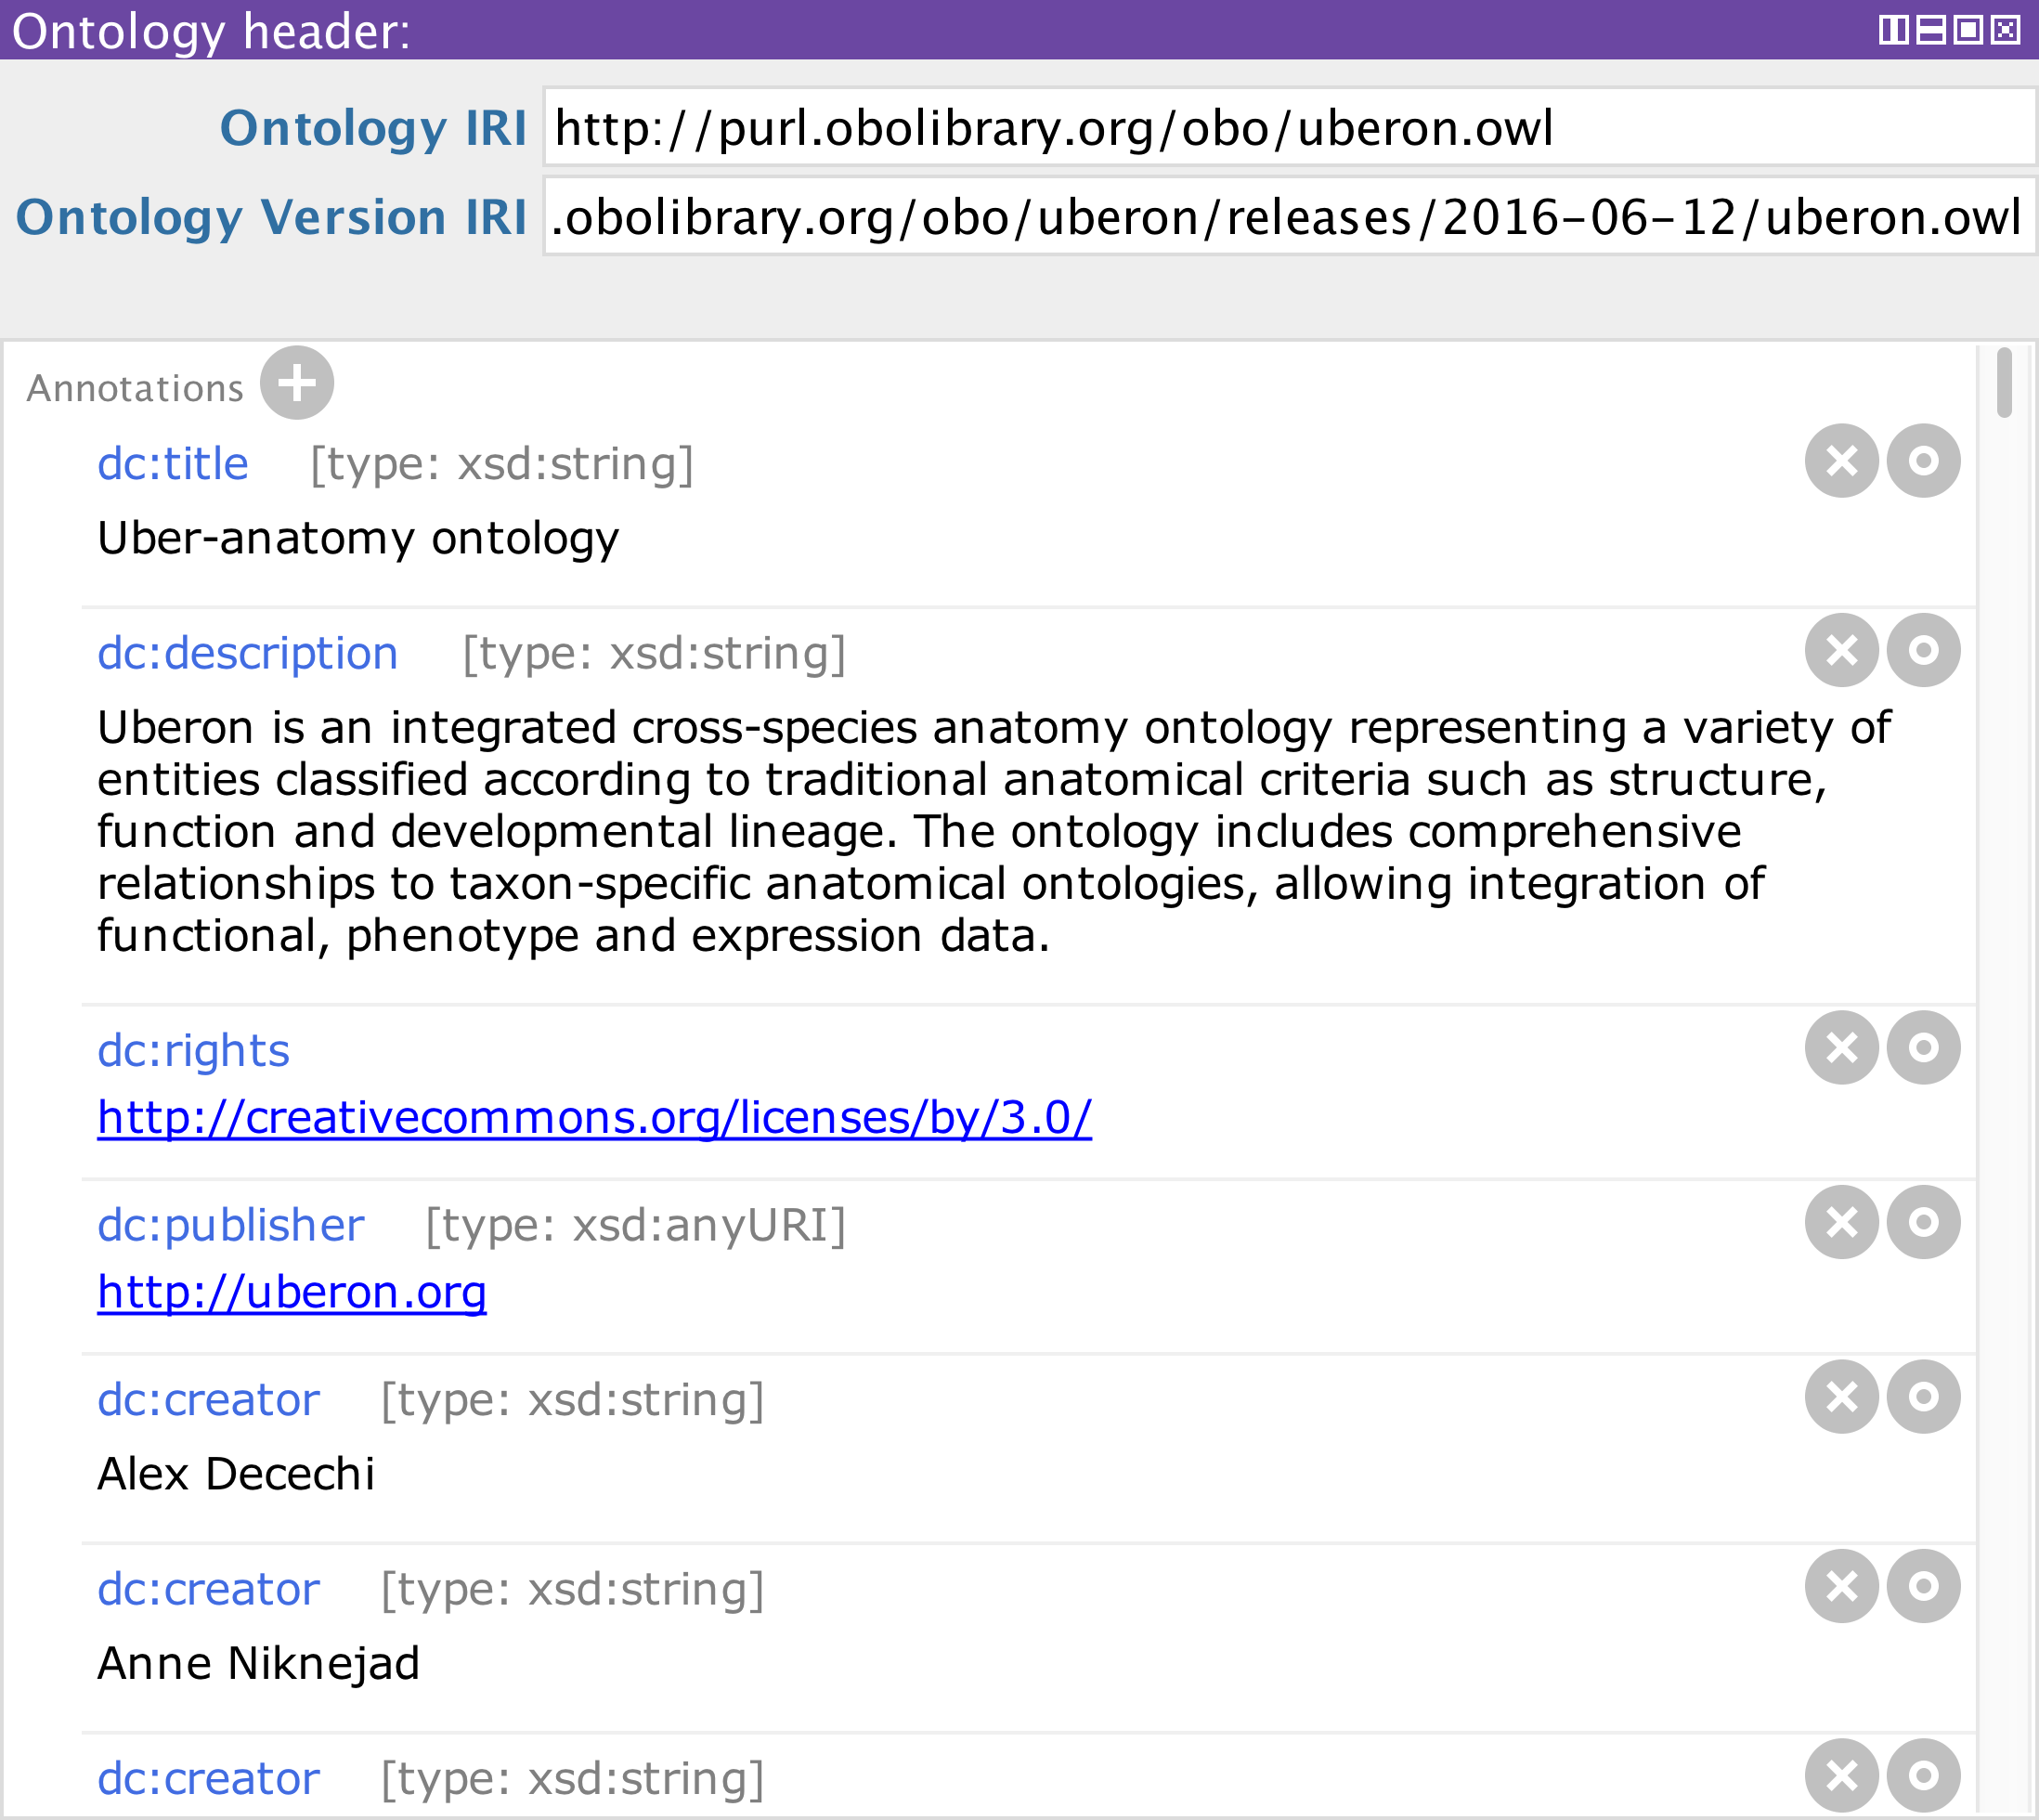 Ontology header:
Ontology IRI http://purl.obolibrary.org/obo/uberon.owl
Ontology Version IRI .obolibrary.org/obo/uberon/releases/2016-06-12/uberon.owl
Annotations
dc:title [type: xsd:string]
Uber-anatomy ontology
dc:description [type: xsd:string]
Uberon is an integrated cross-species anatomy ontology representing a variety of
entities classified according to traditional anatomical criteria such as structure,
function and developmental lineage. The ontology includes comprehensive
relationships to taxon-specific anatomical ontologies, allowing integration of
functional, phenotype and expression data.
dc:rights
http://creativecommons.org/licenses/by/3.0/
dc:publisher [type: xsd:anyURI]
http://uberon.org
dc:creator [type: xsd:string]
Alex Decechi
dc:creator [type: xsd:string]
Anne Niknejad
dc:creator [type: xsd:string]